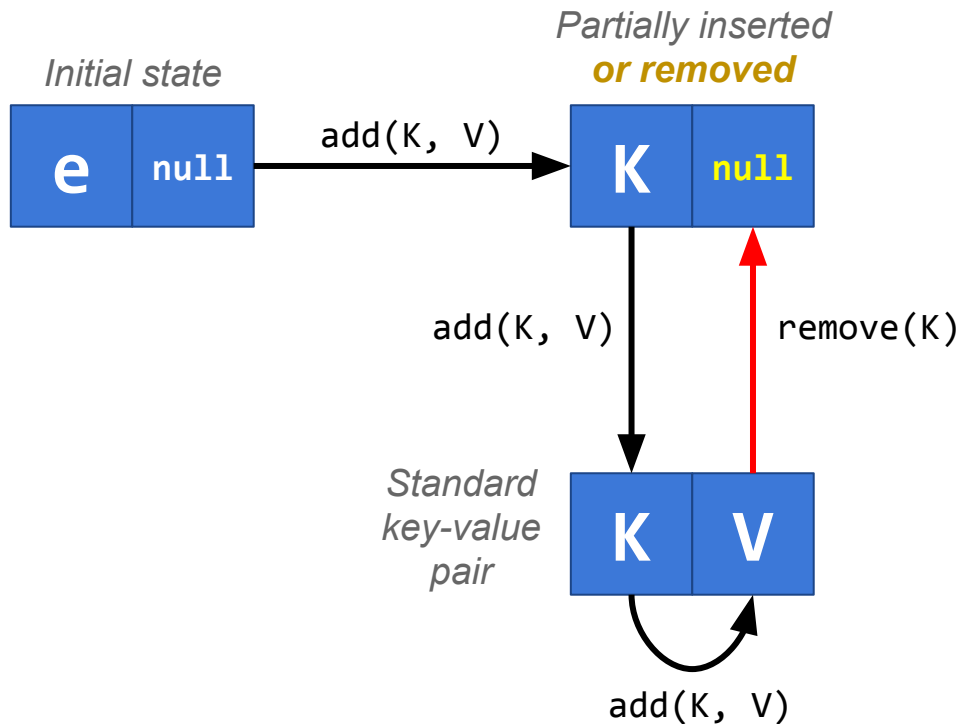 Initial state
Partially inserted
or removed
e null
add(K, V)
K null
add(K, V)
remove(K)
Standard
key-value
pair
K V
add(K, V)